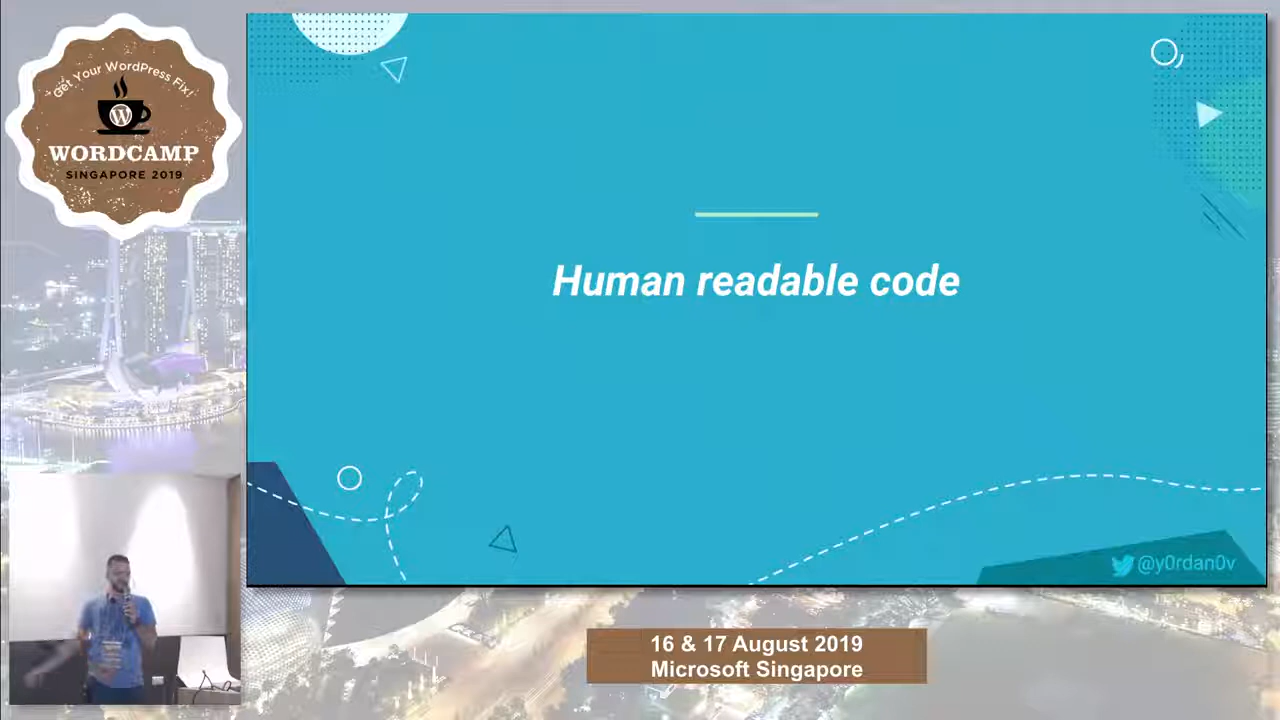 Get Your WordPress Fix!
WORDCAMP
SINGAPORE 2019
Human readable code
@y0rdan0v
16 & 17 August 2019
Microsoft Singapore